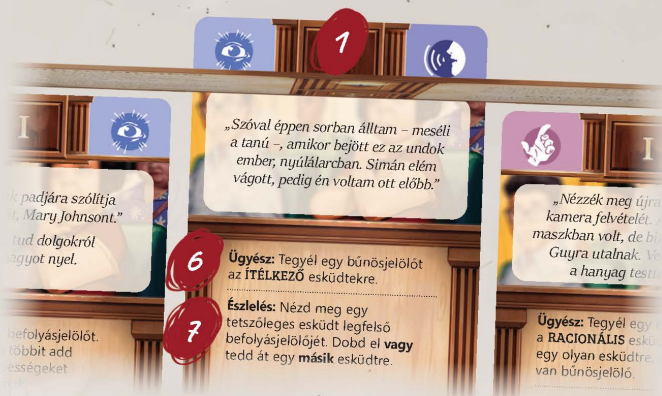 1
I
k padjára szólítja
Mary Johnsont.”
tud dolgokról
nyel.
befolyásjelölőt.
többit add
„Szóval éppen sorban álltam – meséli
a tanú –, amikor bejött ez az undok
ember, nyúlálarcban. Simán elém
vágott, pedig én voltam ott előbb.”
6
Ügyész: Tegyél egy bűnösjelölőt
az ÍTÉLKEZŐ esküdtekre.
7
Észlelés: Nézd meg egy
tetszőleges esküdt legfelső
befolyásjelölőjét. Dobd el vagy
tedd át egy másik esküdtre.
I
„Nézzék meg újra
kamera felvételét.
maszkban volt, de
Guyra utalnak.
a hanyag
Ügyész: Tegyél egy
a RACIONÁLIS
egy olyan esküdtre,
van bűnösjelölő.